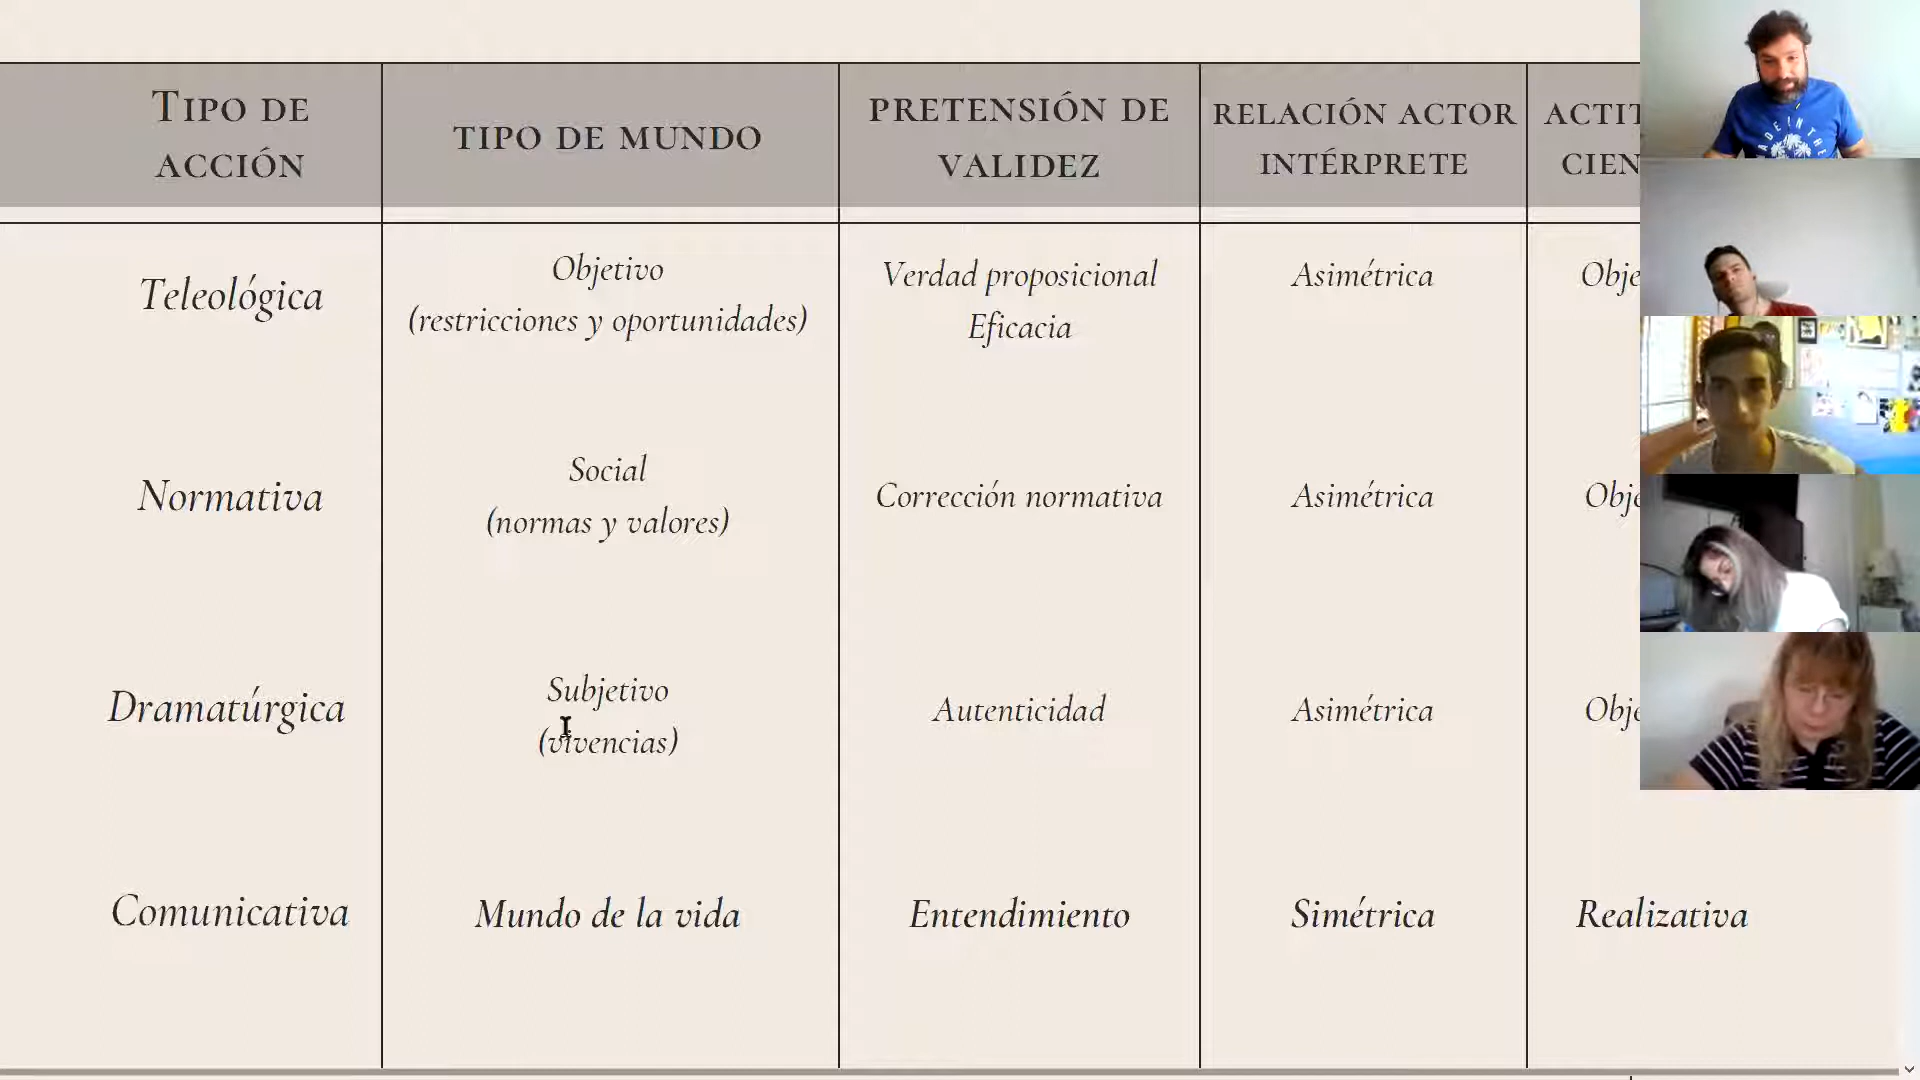 Tipo de
acción
tipo de mundo
pretensión de
validez
relación actor
intérprete
Teleológica
Objetivo
(restricciones y oportunidades)
Verdad proposicional
Eficacia
Asimétrica
Normativa
Social
(normas y valores)
Corrección normativa
Asimétrica
Dramatúrgica
Subjetivo
(vivencias)
Autenticidad
Asimétrica
Comunicativa
Mundo de la vida
Entendimiento
Simétrica
Realizativa